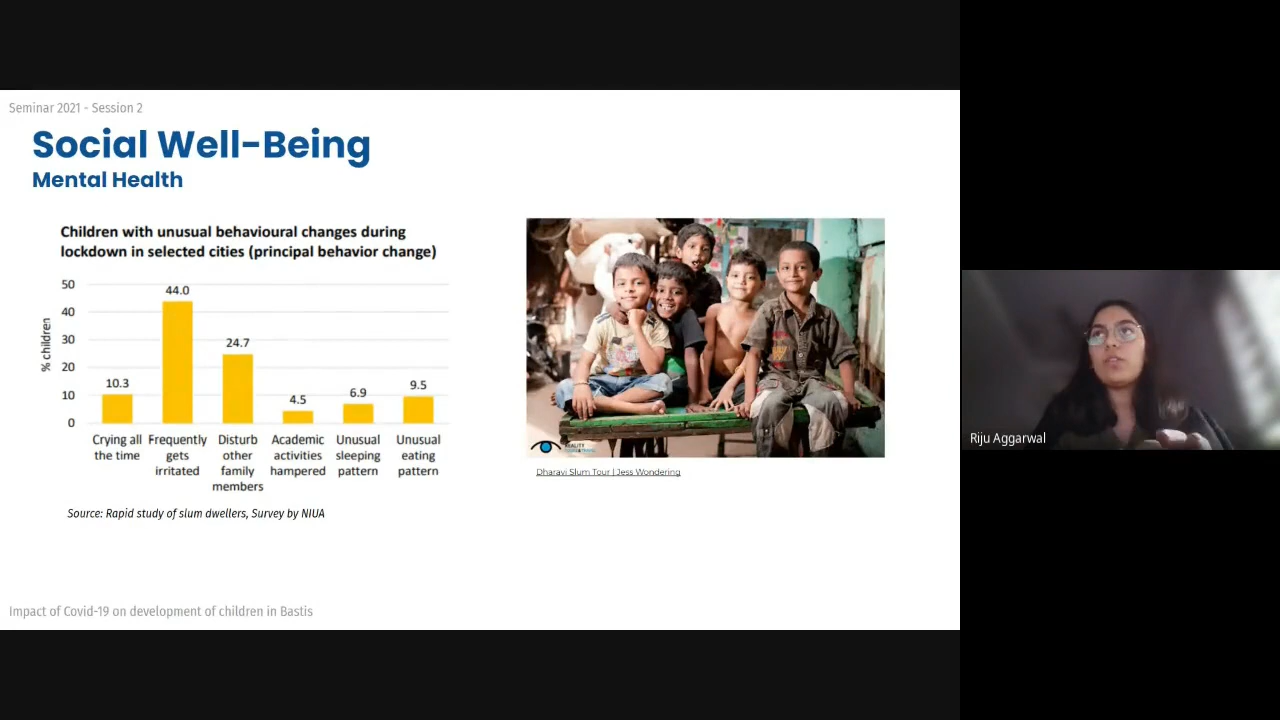 Seminar 2021 - Session 2
Social Well-Being
Mental Health
Children with unusual behavioural changes during
lockdown in selected cities (principal behavior change)
% children
50
40
30
20
10
0
10.3
44.0
24.7
4.5
6.9
9.5
Crying all
the time
Frequently
gets
irritated
Disturb
other
family
members
Academic
activities
hampered
Unusual
sleeping
pattern
Unusual
eating
pattern
Source: Rapid study of slum dwellers, Survey by NIUA
REALITY
Dharavi Slum Tour | Jess Wondering
Impact of Covid-19 on development of children in Bastis
Riju Aggarwal